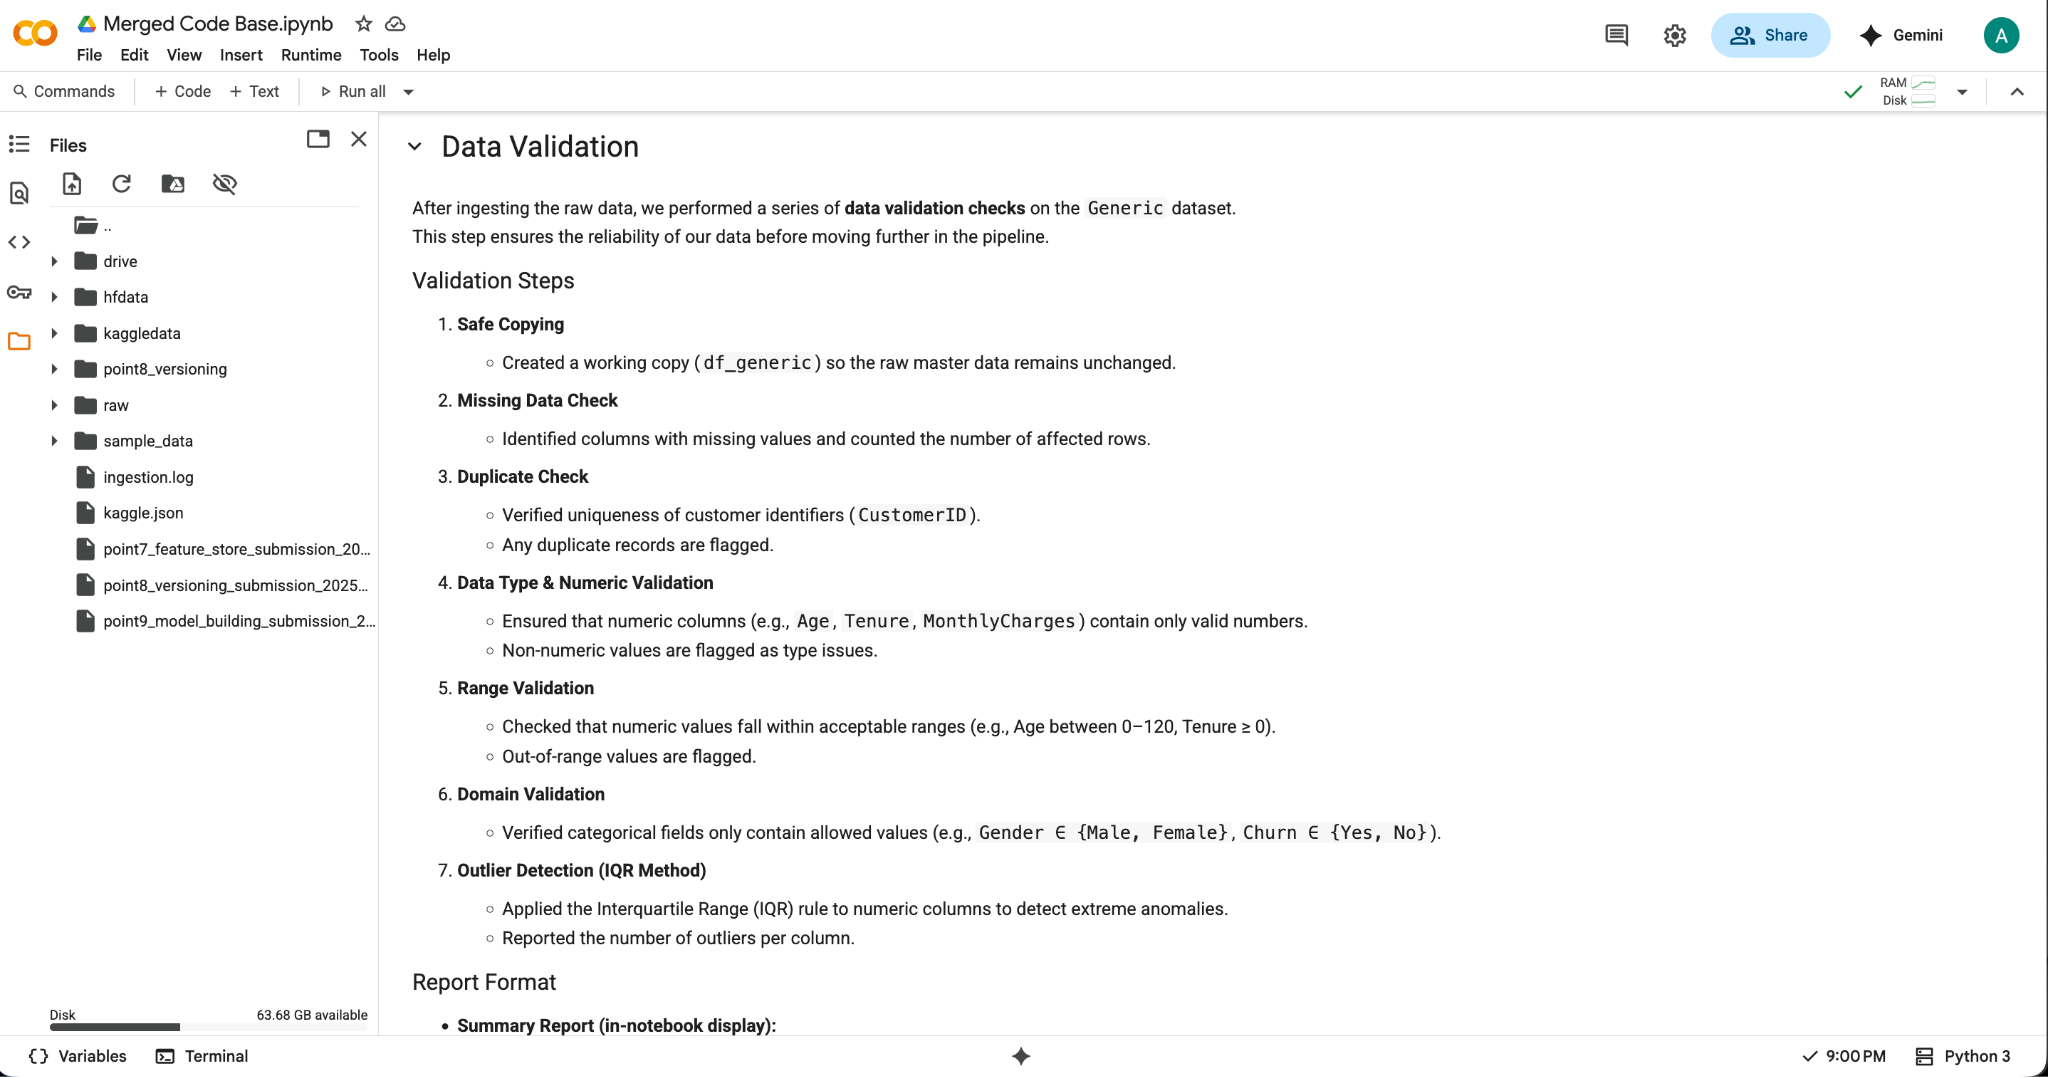 Merged Code Base.ipynb
File Edit View Insert Runtime Tools Help
Share
Gemini
A
Commands + Code + Text Run all
RAM
Disk
Files
..
drive
hfdata
kaggledata
point8_versioning
raw
sample_data
ingestion.log
kaggle.json
point7_feature_store_submission_20...
point8_versioning_submission_2025...
point9_model_building_submission_2...
Disk 63.68 GB available
Data Validation
After ingesting the raw data, we performed a series of data validation checks on the Generic dataset.
This step ensures the reliability of our data before moving further in the pipeline.
Validation Steps
1. Safe Copying
◦ Created a working copy (df_generic) so the raw master data remains unchanged.
2. Missing Data Check
◦ Identified columns with missing values and counted the number of affected rows.
3. Duplicate Check
◦ Verified uniqueness of customer identifiers (CustomerID).
◦ Any duplicate records are flagged.
4. Data Type & Numeric Validation
◦ Ensured that numeric columns (e.g., Age, Tenure, MonthlyCharges) contain only valid numbers.
◦ Non-numeric values are flagged as type issues.
5. Range Validation
◦ Checked that numeric values fall within acceptable ranges (e.g., Age between 0–120, Tenure ≥ 0).
◦ Out-of-range values are flagged.
6. Domain Validation
◦ Verified categorical fields only contain allowed values (e.g., Gender ∈ {Male, Female}, Churn ∈ {Yes, No}).
7. Outlier Detection (IQR Method)
◦ Applied the Interquartile Range (IQR) rule to numeric columns to detect extreme anomalies.
◦ Reported the number of outliers per column.
Report Format
• Summary Report (in-notebook display):
Variables Terminal
9:00 PM Python 3